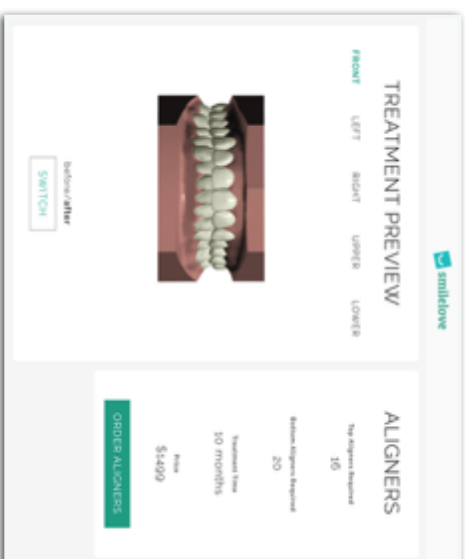 smilelove
TREATMENT PREVIEW
FRONT LEFT RIGHT UPPER LOWER
before/after
SWITCH
ALIGNERS
Top Aligners Required
16
Bottom Aligners Required
20
Treatment Time
10 months
Price
$1499
ORDER ALIGNERS